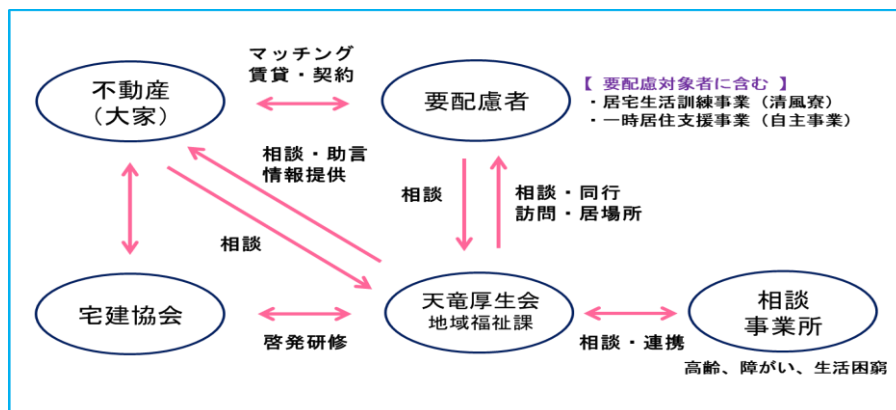 マッチング
賃貸・契約
不動産
（大家）
要配慮者
【 要配慮対象者に含む 】
・居宅生活訓練事業（清風寮）
・一時居住支援事業（自主事業）
相談・助言
情報提供
相談
相談・同行
訪問・居場所
相談
宅建協会
啓発研修
天竜厚生会
地域福祉課
相談・連携
相談
事業所
高齢、障がい、生活困窮